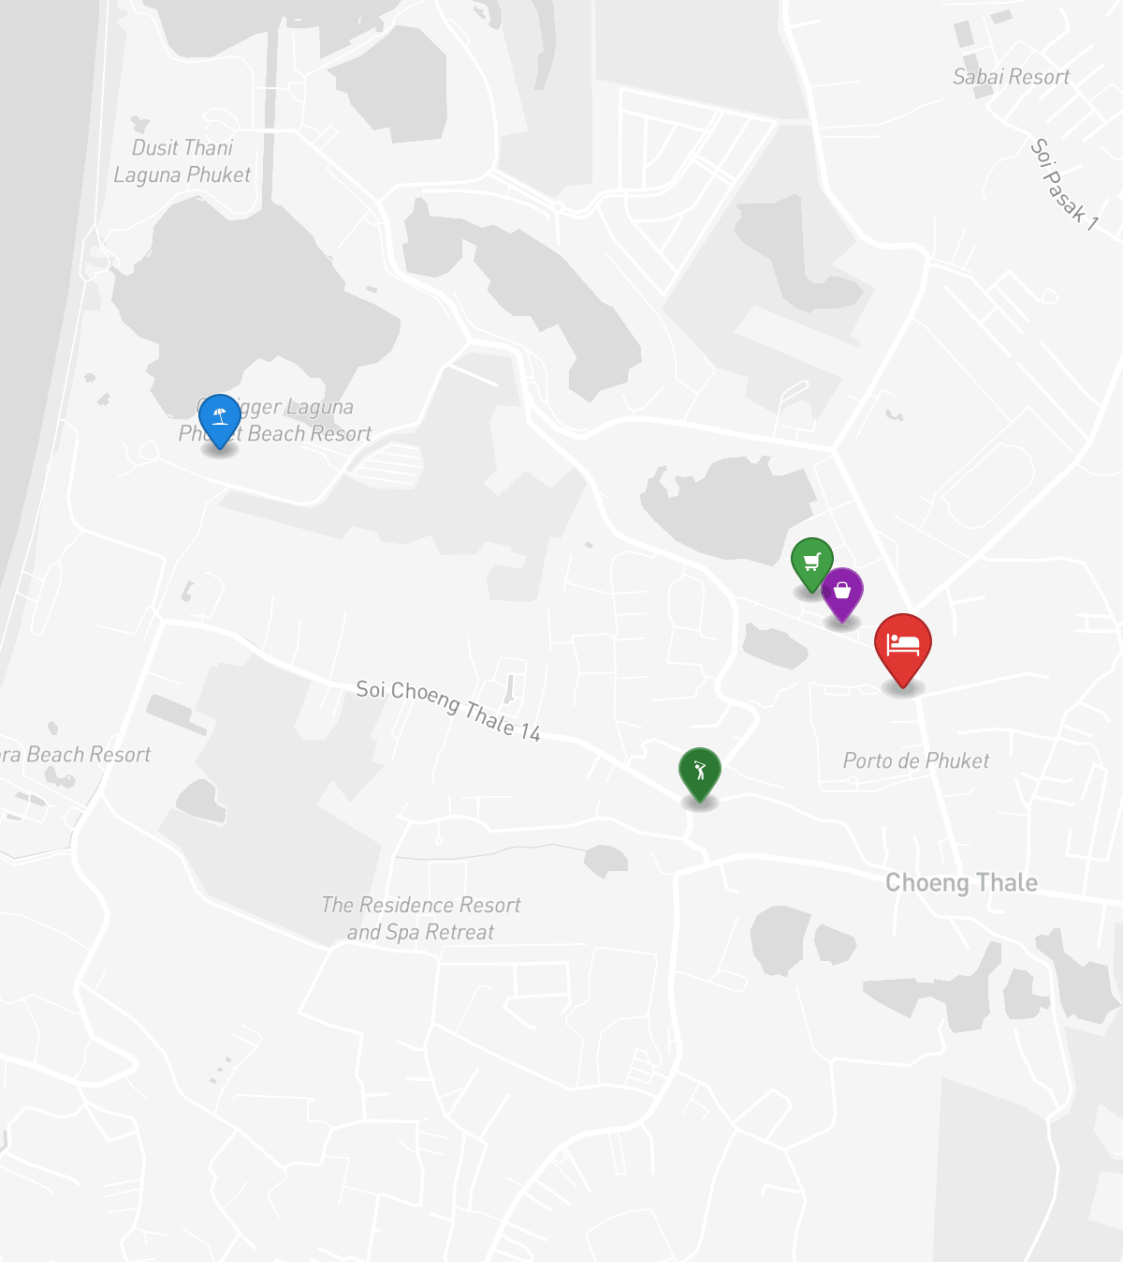 Sabai Resort
Dusit Thani
Laguna Phuket
Soi Pasak 1
gger Laguna
Beach Resort
Soi Choeng Thale 14
ra Beach Resort
Porto de Phuket
Choeng Thale
The Residence Resort
and Spa Retreat